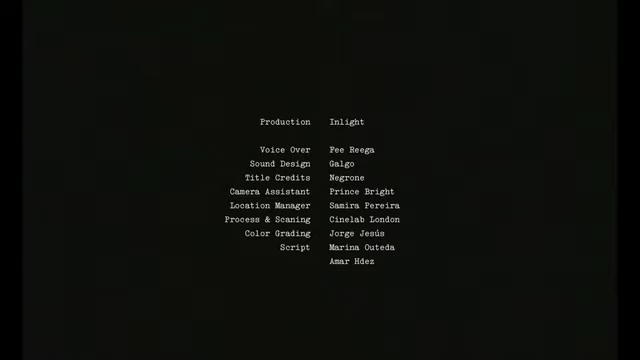 Production Inlight
Voice Over Fee Reega
Sound Design Galgo
Title Credits Negrone
Camera Assistant Prince Bright
Location Manager Samira Pereira
Process & Scaning Cinelab London
Color Grading Jorge Jesús
Script Marina Outeda
Amar Hdez